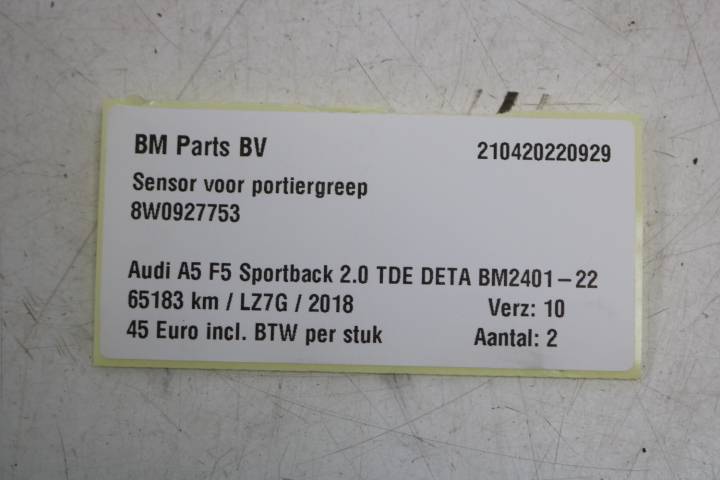 BM Parts BV 210420220929
Sensor voor portiergreep
8W0927753
Audi A5 F5 Sportback 2.0 TDE DETA BM2401-22
65183 km / LZ7G / 2018 Verz: 10
45 Euro incl. BTW per stuk Aantal: 2